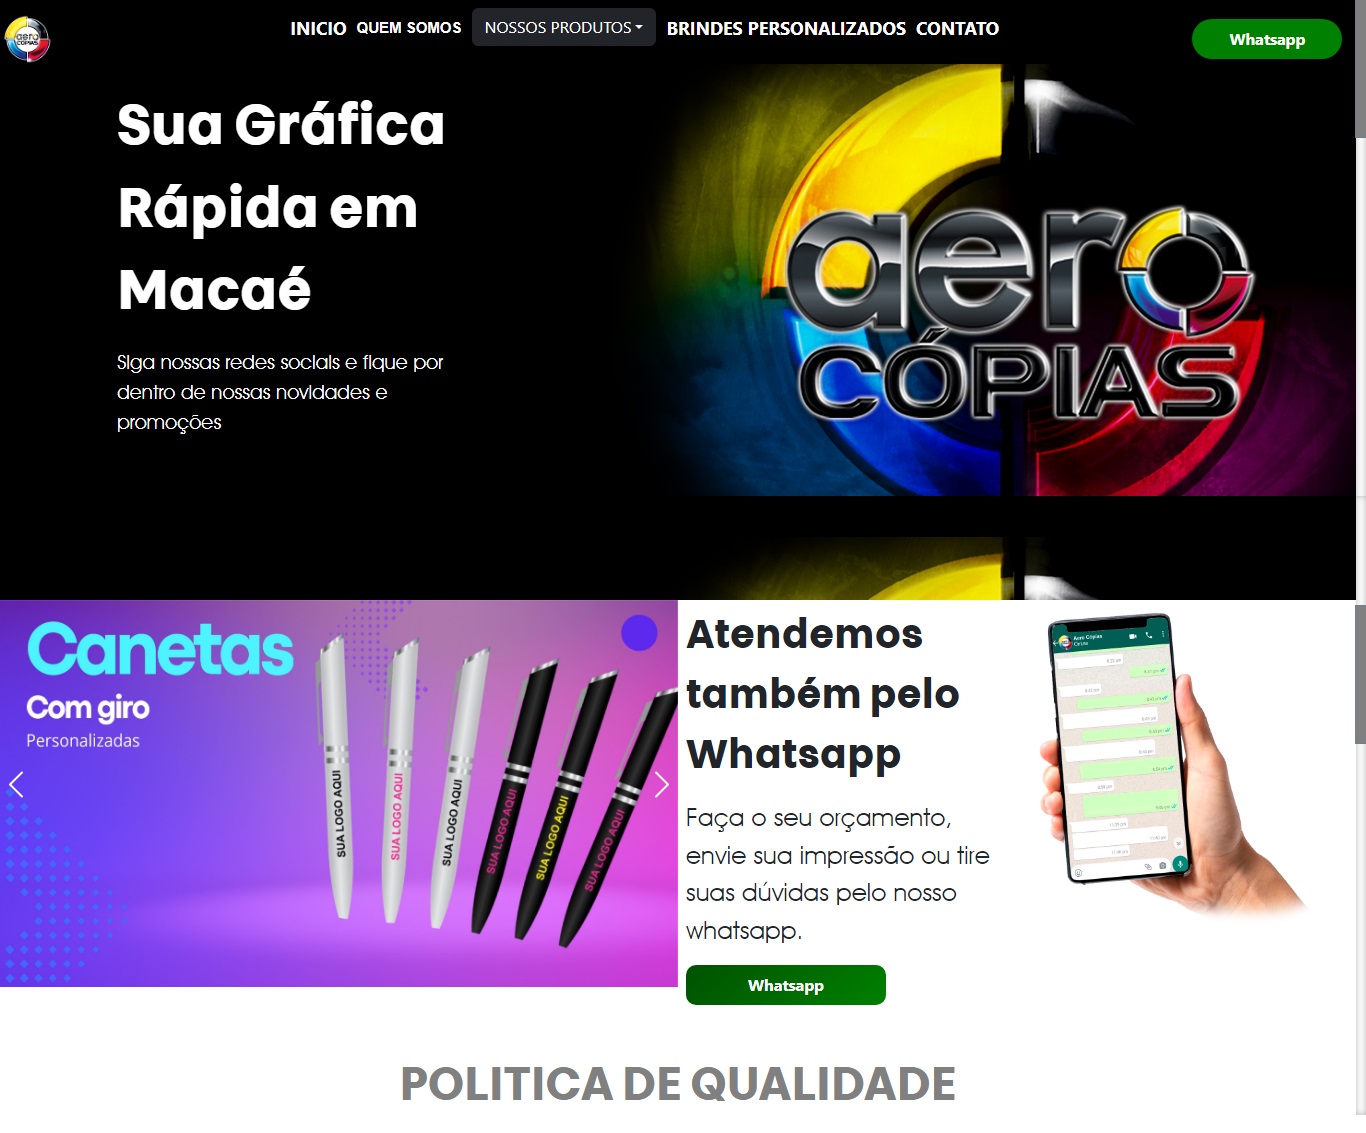 aero
CÓPIAS
INICIO QUEM SOMOS NOSSOS PRODUTOS BRINDES PERSONALIZADOS CONTATO
Whatsapp
Sua Gráfica
Rápida em
Macaé
Siga nossas redes sociais e fique por
dentro de nossas novidades e
promoções
aero
CÓPIAS
Canetas
Com giro
Personalizadas
SUA LOGO AQUI
SUA LOGO AQUI
SUA LOGO AQUI
SUA LOGO AQUI
SUA LOGO AQUI
SUA LOGO AQUI
Atendemos
também pelo
Whatsapp
Faça o seu orçamento,
envie sua impressão ou tire
suas dúvidas pelo nosso
whatsapp.
Whatsapp
Aero Cópias
POLITICA DE QUALIDADE